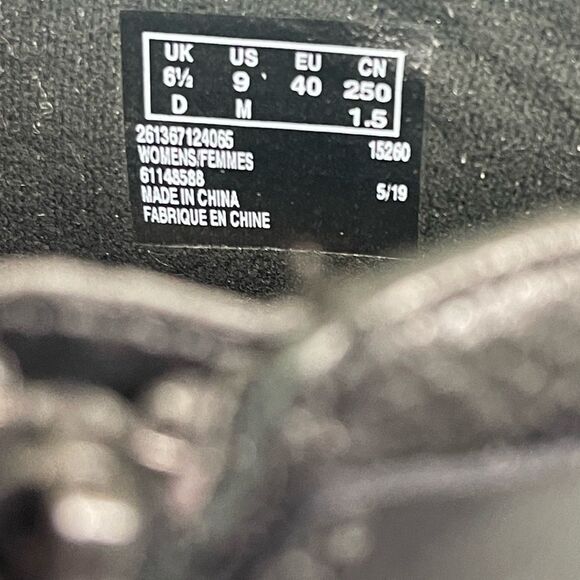 UK US EU CN
6½ 9 40 250
D M 1.5
261367124065 15260
WOMENS/FEMMES
61148588 5/19
MADE IN CHINA
FABRIQUE EN CHINE